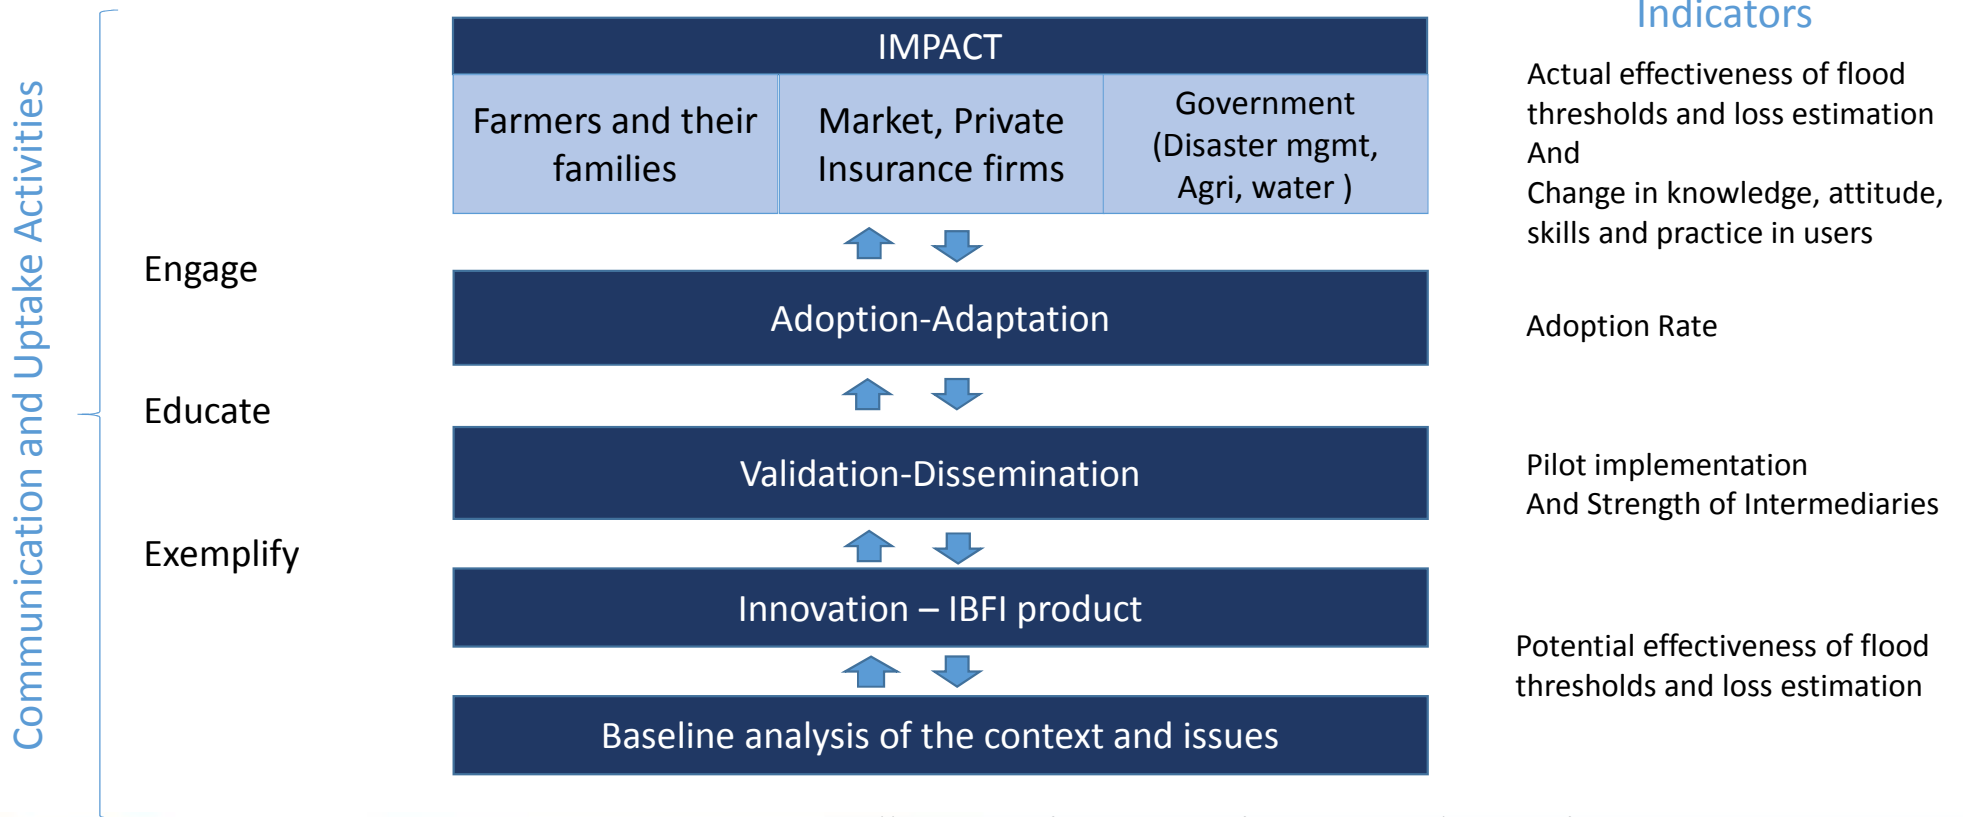 Indicators
IMPACT
Farmers and their
families
Market, Private
Insurance firms
Government
(Disaster mgmt,
Agri, water )
Actual effectiveness of flood
thresholds and loss estimation
And
Change in knowledge, attitude,
skills and practice in users
Communication and Uptake Activities
Engage
Adoption-Adaptation
Adoption Rate
Educate
Validation-Dissemination
Pilot implementation
And Strength of Intermediaries
Exemplify
Innovation – IBFI product
Potential effectiveness of flood
thresholds and loss estimation
Baseline analysis of the context and issues